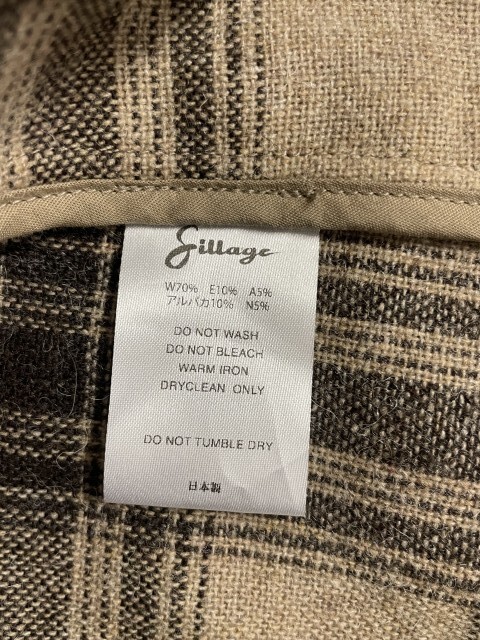 Sillage
W70% E10% A5%
アルパカ10% N5%
DO NOT WASH
DO NOT BLEACH
WARM IRON
DRYCLEAN ONLY
DO NOT TUMBLE DRY
日本製